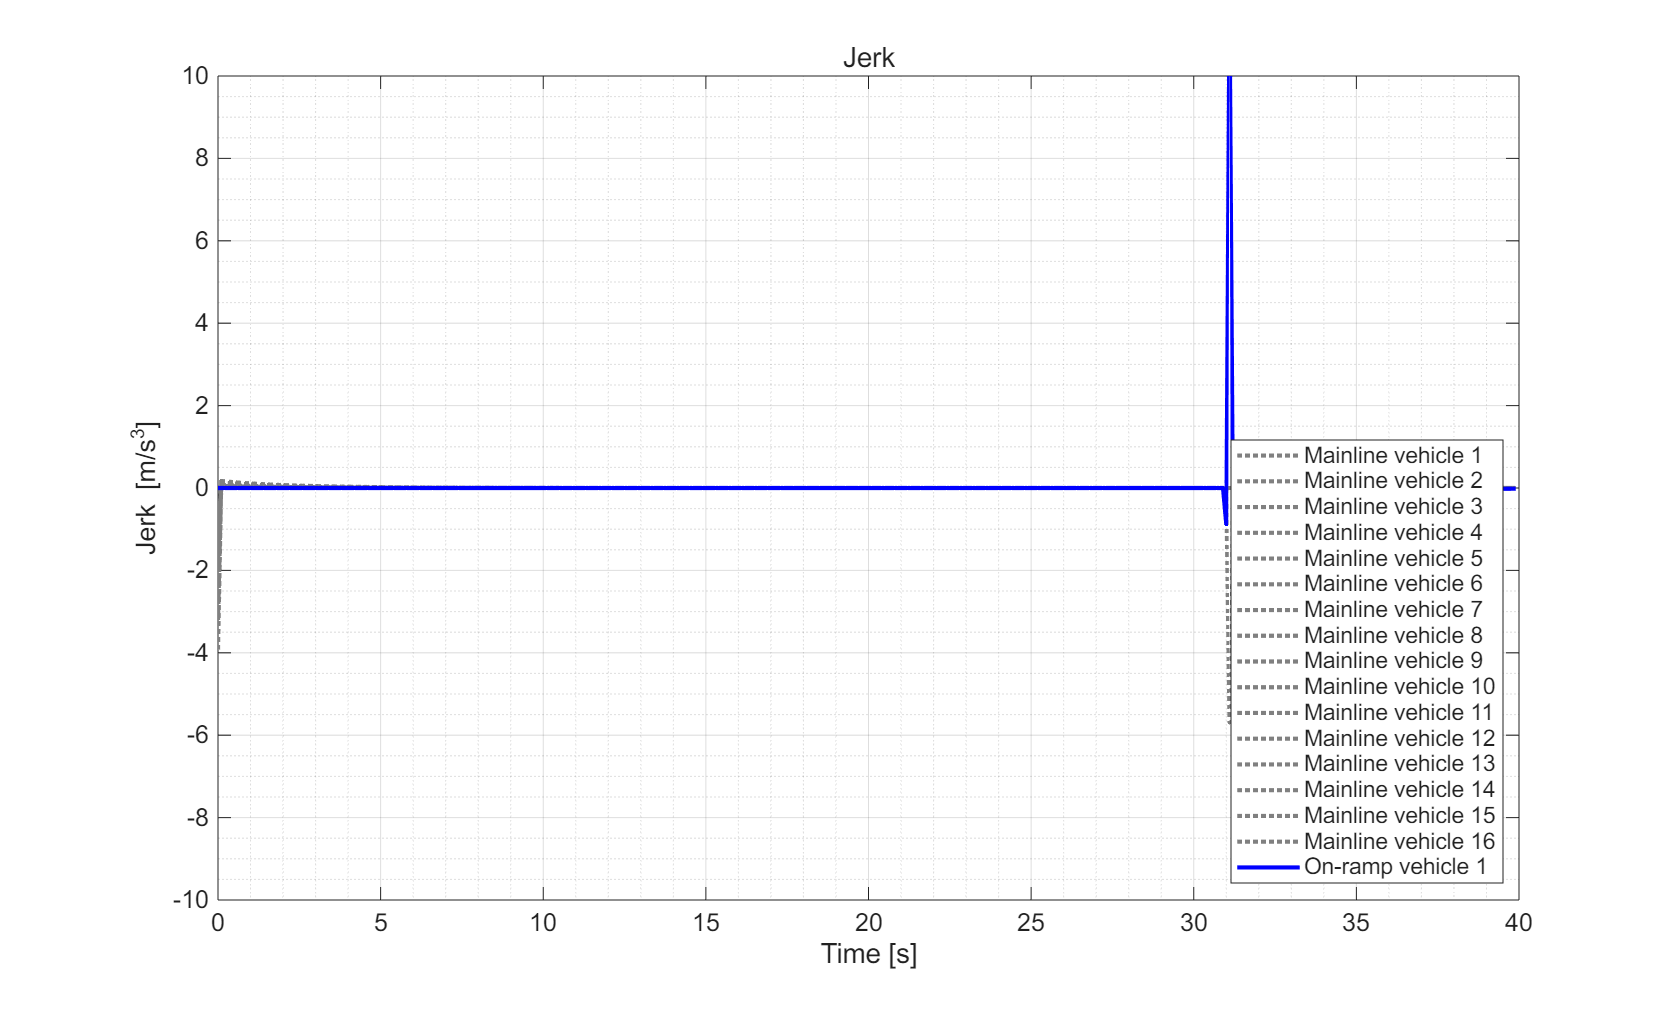 Jerk
10
8
6
4
2
0
-2
-4
-6
-8
-10
Jerk [m/s³]
Mainline vehicle 1
Mainline vehicle 2
Mainline vehicle 3
Mainline vehicle 4
Mainline vehicle 5
Mainline vehicle 6
Mainline vehicle 7
Mainline vehicle 8
Mainline vehicle 9
Mainline vehicle 10
Mainline vehicle 11
Mainline vehicle 12
Mainline vehicle 13
Mainline vehicle 14
Mainline vehicle 15
Mainline vehicle 16
On-ramp vehicle 1
0 5 10 15 20 25 30 35 40
Time [s]